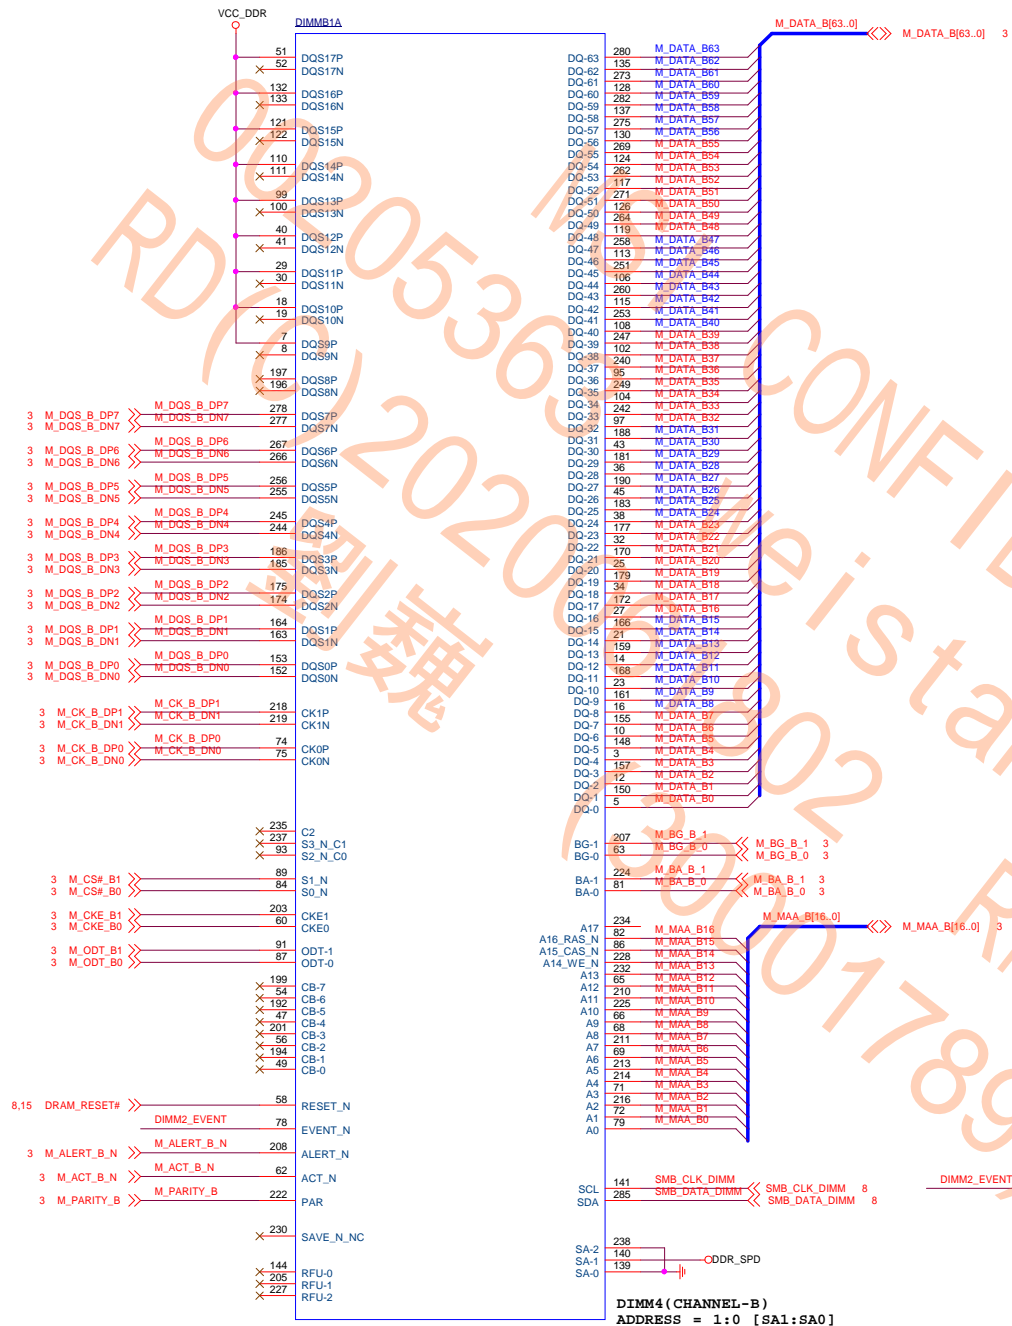 VCC_DDR
DIMMB1A
M_DATA_B[63..0]
M_DATA_B[63..0] 3
51 DQS17P
52 DQS17N
132 DQS16P
133 DQS16N
121 DQS15P
122 DQS15N
110 DQS14P
111 DQS14N
99 DQS13P
100 DQS13N
40 DQS12P
41 DQS12N
29 DQS11P
30 DQS11N
18 DQS10P
19 DQS10N
7 DQS9P
8 DQS9N
197 DQS8P
196 DQS8N
3 M_DQS_B_DP7 M_DQS_B_DP7 278 DQS7P
3 M_DQS_B_DN7 M_DQS_B_DN7 277 DQS7N
3 M_DQS_B_DP6 M_DQS_B_DP6 267 DQS6P
3 M_DQS_B_DN6 M_DQS_B_DN6 266 DQS6N
3 M_DQS_B_DP5 M_DQS_B_DP5 256 DQS5P
3 M_DQS_B_DN5 M_DQS_B_DN5 255 DQS5N
3 M_DQS_B_DP4 M_DQS_B_DP4 245 DQS4P
3 M_DQS_B_DN4 M_DQS_B_DN4 244 DQS4N
3 M_DQS_B_DP3 M_DQS_B_DP3 186 DQS3P
3 M_DQS_B_DN3 M_DQS_B_DN3 185 DQS3N
3 M_DQS_B_DP2 M_DQS_B_DP2 175 DQS2P
3 M_DQS_B_DN2 M_DQS_B_DN2 174 DQS2N
3 M_DQS_B_DP1 M_DQS_B_DP1 164 DQS1P
3 M_DQS_B_DN1 M_DQS_B_DN1 163 DQS1N
3 M_DQS_B_DP0 M_DQS_B_DP0 153 DQS0P
3 M_DQS_B_DN0 M_DQS_B_DN0 152 DQS0N
3 M_CK_B_DP1 M_CK_B_DP1 218 CK1P
3 M_CK_B_DN1 M_CK_B_DN1 219 CK1N
3 M_CK_B_DP0 M_CK_B_DP0 74 CK0P
3 M_CK_B_DN0 M_CK_B_DN0 75 CK0N
235 C2
237 S3_N_C1
93 S2_N_C0
3 M_CS#_B1 89 S1_N
3 M_CS#_B0 84 S0_N
3 M_CKE_B1 203 CKE1
3 M_CKE_B0 60 CKE0
3 M_ODT_B1 91 ODT-1
3 M_ODT_B0 87 ODT-0
199 CB-7
54 CB-6
192 CB-5
47 CB-4
201 CB-3
56 CB-2
194 CB-1
49 CB-0
8,15 DRAM_RESET# 58 RESET_N
DIMM2_EVENT 78 EVENT_N
3 M_ALERT_B_N M_ALERT_B_N 208 ALERT_N
3 M_ACT_B_N M_ACT_B_N 62 ACT_N
3 M_PARITY_B M_PARITY_B 222 PAR
230 SAVE_N_NC
144 RFU-0
205 RFU-1
227 RFU-2
DQ-63 280 M_DATA_B63
DQ-62 135 M_DATA_B62
DQ-61 273 M_DATA_B61
DQ-60 128 M_DATA_B60
DQ-59 282 M_DATA_B59
DQ-58 137 M_DATA_B58
DQ-57 275 M_DATA_B57
DQ-56 130 M_DATA_B56
DQ-55 269 M_DATA_B55
DQ-54 124 M_DATA_B54
DQ-53 262 M_DATA_B53
DQ-52 117 M_DATA_B52
DQ-51 271 M_DATA_B51
DQ-50 126 M_DATA_B50
DQ-49 264 M_DATA_B49
DQ-48 119 M_DATA_B48
DQ-47 258 M_DATA_B47
DQ-46 113 M_DATA_B46
DQ-45 251 M_DATA_B45
DQ-44 106 M_DATA_B44
DQ-43 260 M_DATA_B43
DQ-42 115 M_DATA_B42
DQ-41 253 M_DATA_B41
DQ-40 108 M_DATA_B40
DQ-39 247 M_DATA_B39
DQ-38 102 M_DATA_B38
DQ-37 240 M_DATA_B37
DQ-36 95 M_DATA_B36
DQ-35 249 M_DATA_B35
DQ-34 104 M_DATA_B34
DQ-33 242 M_DATA_B33
DQ-32 97 M_DATA_B32
DQ-31 188 M_DATA_B31
DQ-30 43 M_DATA_B30
DQ-29 181 M_DATA_B29
DQ-28 36 M_DATA_B28
DQ-27 190 M_DATA_B27
DQ-26 45 M_DATA_B26
DQ-25 183 M_DATA_B25
DQ-24 38 M_DATA_B24
DQ-23 177 M_DATA_B23
DQ-22 32 M_DATA_B22
DQ-21 170 M_DATA_B21
DQ-20 25 M_DATA_B20
DQ-19 179 M_DATA_B19
DQ-18 34 M_DATA_B18
DQ-17 172 M_DATA_B17
DQ-16 27 M_DATA_B16
DQ-15 166 M_DATA_B15
DQ-14 21 M_DATA_B14
DQ-13 159 M_DATA_B13
DQ-12 14 M_DATA_B12
DQ-11 168 M_DATA_B11
DQ-10 23 M_DATA_B10
DQ-9 161 M_DATA_B9
DQ-8 16 M_DATA_B8
DQ-7 155 M_DATA_B7
DQ-6 10 M_DATA_B6
DQ-5 148 M_DATA_B5
DQ-4 3 M_DATA_B4
DQ-3 157 M_DATA_B3
DQ-2 12 M_DATA_B2
DQ-1 150 M_DATA_B1
DQ-0 5 M_DATA_B0
BG-1 207 M_BG_B_1 M_BG_B_1 3
BG-0 63 M_BG_B_0 M_BG_B_0 3
BA-1 224 M_BA_B_1 M_BA_B_1 3
BA-0 81 M_BA_B_0 M_BA_B_0 3
M_MAA_B[16..0]
M_MAA_B[16..0] 3
A17 234
A16_RAS_N 82 M_MAA_B16
A15_CAS_N 86 M_MAA_B15
A14_WE_N 228 M_MAA_B14
A13 232 M_MAA_B13
A12 65 M_MAA_B12
A11 210 M_MAA_B11
A10 225 M_MAA_B10
A9 66 M_MAA_B9
A8 68 M_MAA_B8
A7 211 M_MAA_B7
A6 69 M_MAA_B6
A5 213 M_MAA_B5
A4 214 M_MAA_B4
A3 71 M_MAA_B3
A2 216 M_MAA_B2
A1 72 M_MAA_B1
A0 79 M_MAA_B0
SCL 141 SMB_CLK_DIMM SMB_CLK_DIMM 8
SDA 285 SMB_DATA_DIMM SMB_DATA_DIMM 8
DIMM2_EVENT
SA-2 238
SA-1 140 DDR_SPD
SA-0 139
DIMM4(CHANNEL-B)
ADDRESS = 1:0 [SA1:SA0]
劉巍